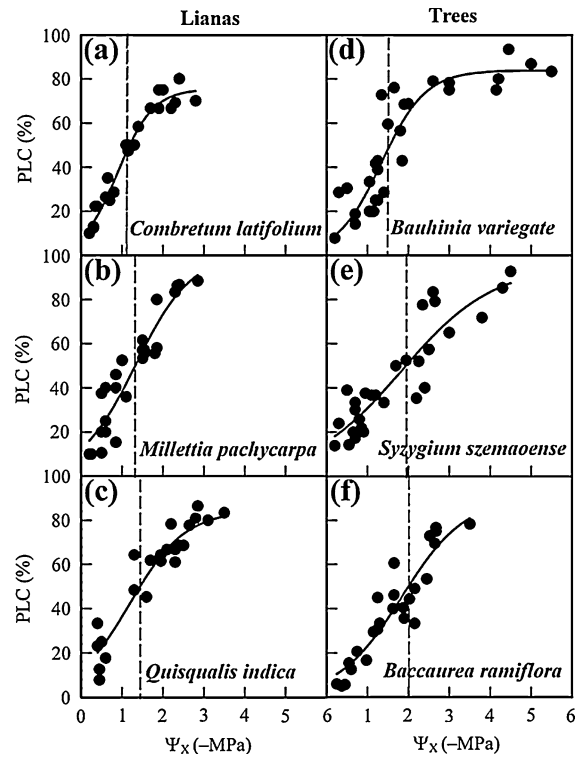 Lianas Trees
(a) (d)
100
80
60
40
20
PLC (%)
Combretum latifolium Bauhinia variegate
(b) (e)
100
80
60
40
20
PLC (%)
Millettia pachycarpa Syzygium szemaoense
(c) (f)
100
80
60
40
20
0
PLC (%)
Quisqualis indica Baccaurea ramiflora
0 1 2 3 4 5 6 1 2 3 4 5 6
Ψx (–MPa) Ψx (–MPa)